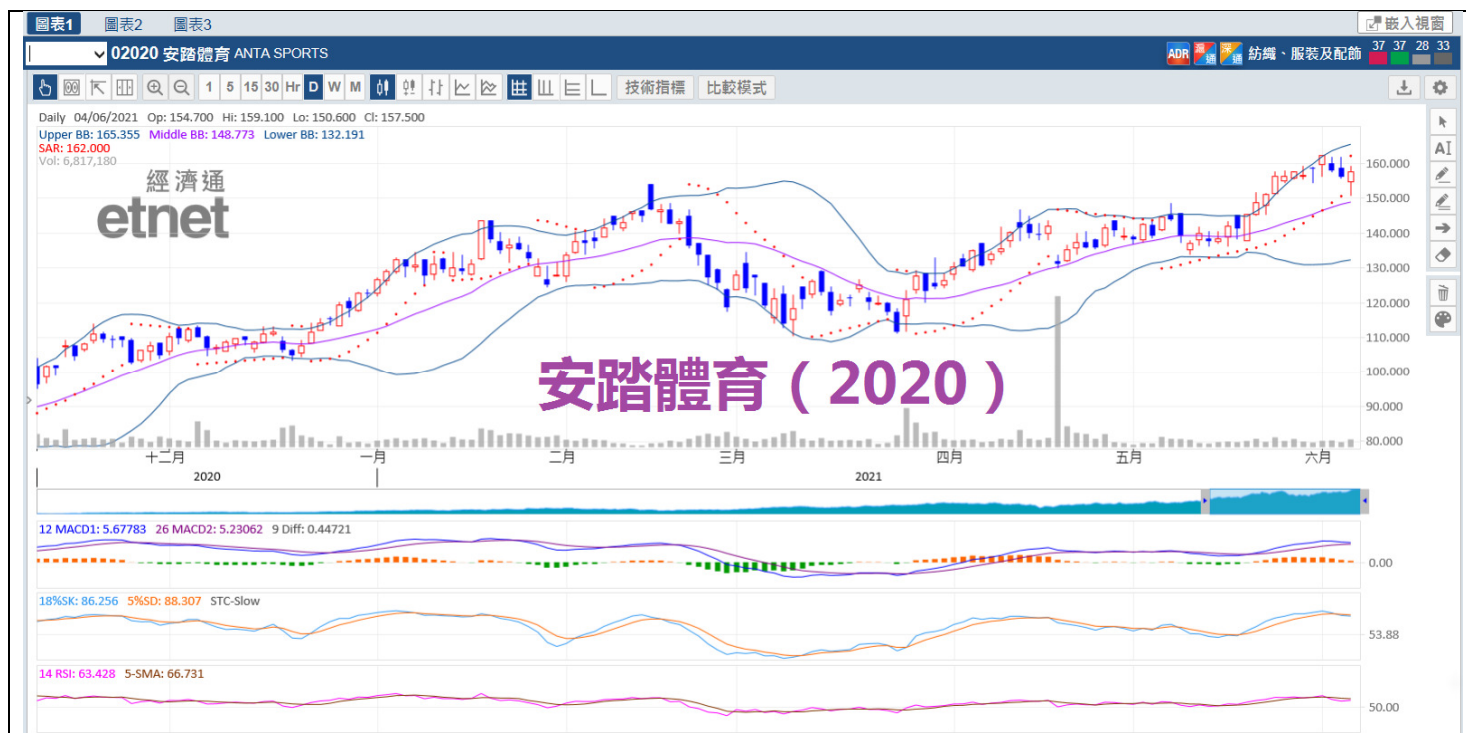 圖表1 圖表2 圖表3 嵌入視窗
02020 安踏體育 ANTA SPORTS ADR 滬通 深通 紡織、服裝及配飾 37 37 28 33
1 5 15 30 Hr D W M 技術指標 比較模式
Daily 04/06/2021 Op: 154.700 Hi: 159.100 Lo: 150.600 Cl: 157.500
Upper BB: 165.355 Middle BB: 148.773 Lower BB: 132.191
SAR: 162.000
Vol: 6,817,180
AI
經濟通
etnet
160.000
150.000
140.000
130.000
120.000
110.000
100.000
90.000
80.000
安踏體育(2020)
十二月 一月 二月 三月 四月 五月 六月
2020 2021
12 MACD1: 5.67783 26 MACD2: 5.23062 9 Diff: 0.44721
0.00
18%SK: 86.256 5%SD: 88.307 STC-Slow
53.88
14 RSI: 63.428 5-SMA: 66.731
50.00